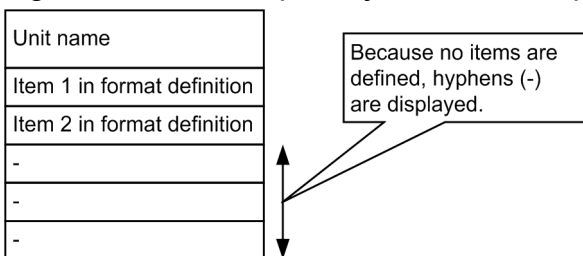 Unit name
Item 1 in format definition
Item 2 in format definition
-
-
-
Because no items are
defined, hyphens (-)
are displayed.